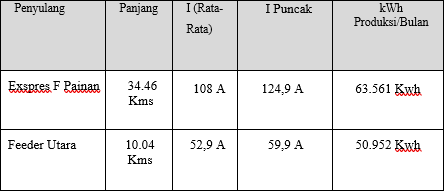 Penyulang Panjang I (Rata- I Puncak kWh
Rata) Produksi/Bulan
Exspres F Painan 34.46 108 A 124,9 A 63.561 Kwh
Kms
Feeder Utara 10.04 52,9 A 59,9 A 50.952 Kwh
Kms